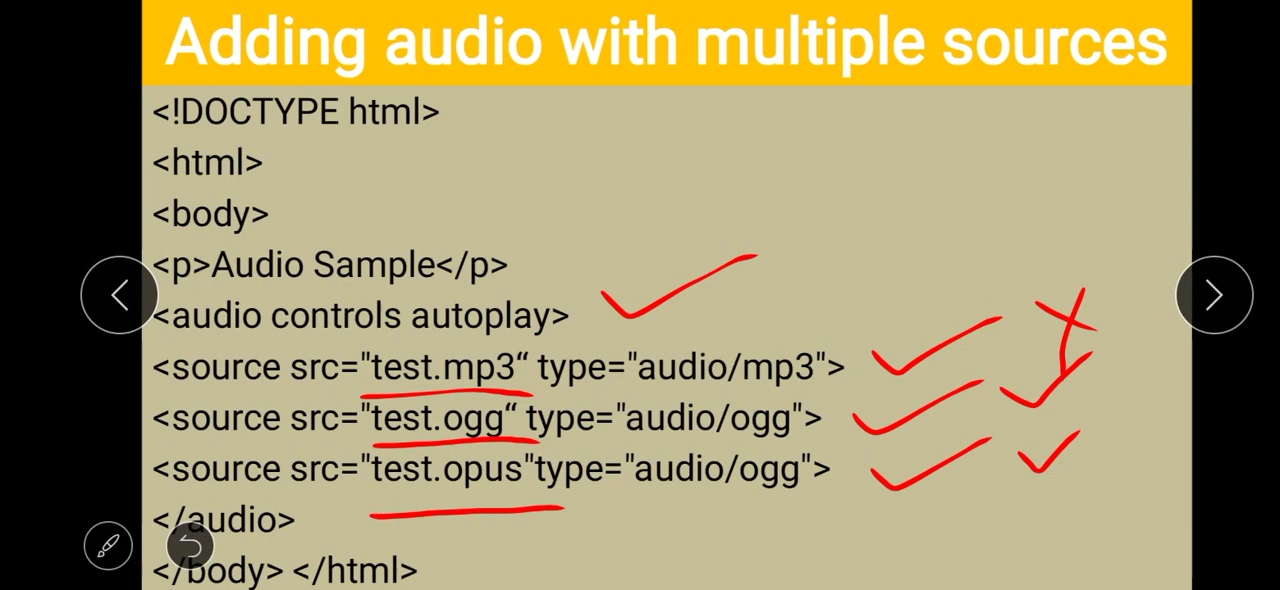 Adding audio with multiple sources
<!DOCTYPE html>
<html>
<body>
<p>Audio Sample</p>
<audio controls autoplay>
<source src="test.mp3“ type="audio/mp3">
<source src="test.ogg“ type="audio/ogg">
<source src="test.opus"type="audio/ogg">
</audio>
</body> </html>